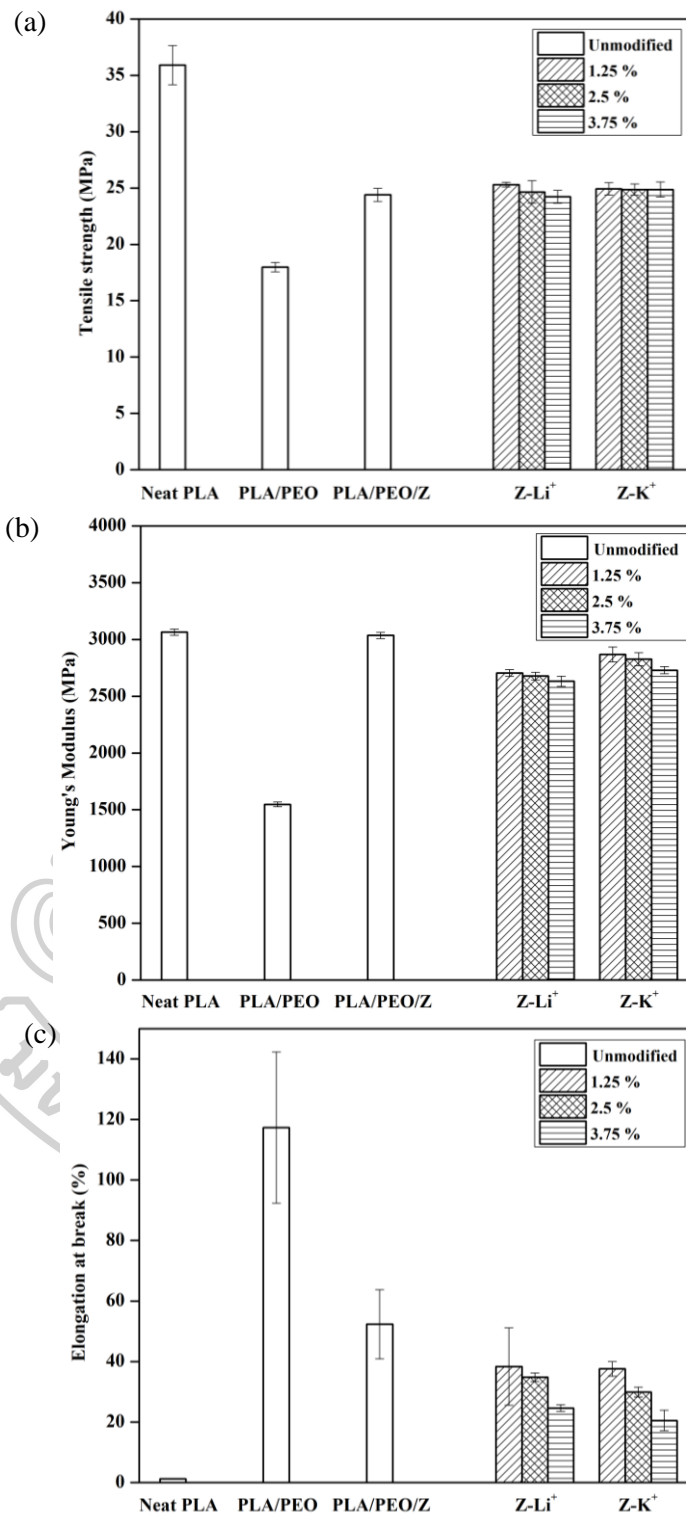 (a)
40
35
30
25
20
15
10
5
0
Tensile strength (MPa)
Unmodified
1.25 %
2.5 %
3.75 %
Neat PLA PLA/PEO PLA/PEO/Z Z-Li⁺ Z-K⁺
(b)
4000
3500
3000
2500
2000
1500
1000
500
0
Young's Modulus (MPa)
Unmodified
1.25 %
2.5 %
3.75 %
Neat PLA PLA/PEO PLA/PEO/Z Z-Li⁺ Z-K⁺
(c)
140
120
100
80
60
40
20
0
Elongation at break (%)
Unmodified
1.25 %
2.5 %
3.75 %
Neat PLA PLA/PEO PLA/PEO/Z Z-Li⁺ Z-K⁺